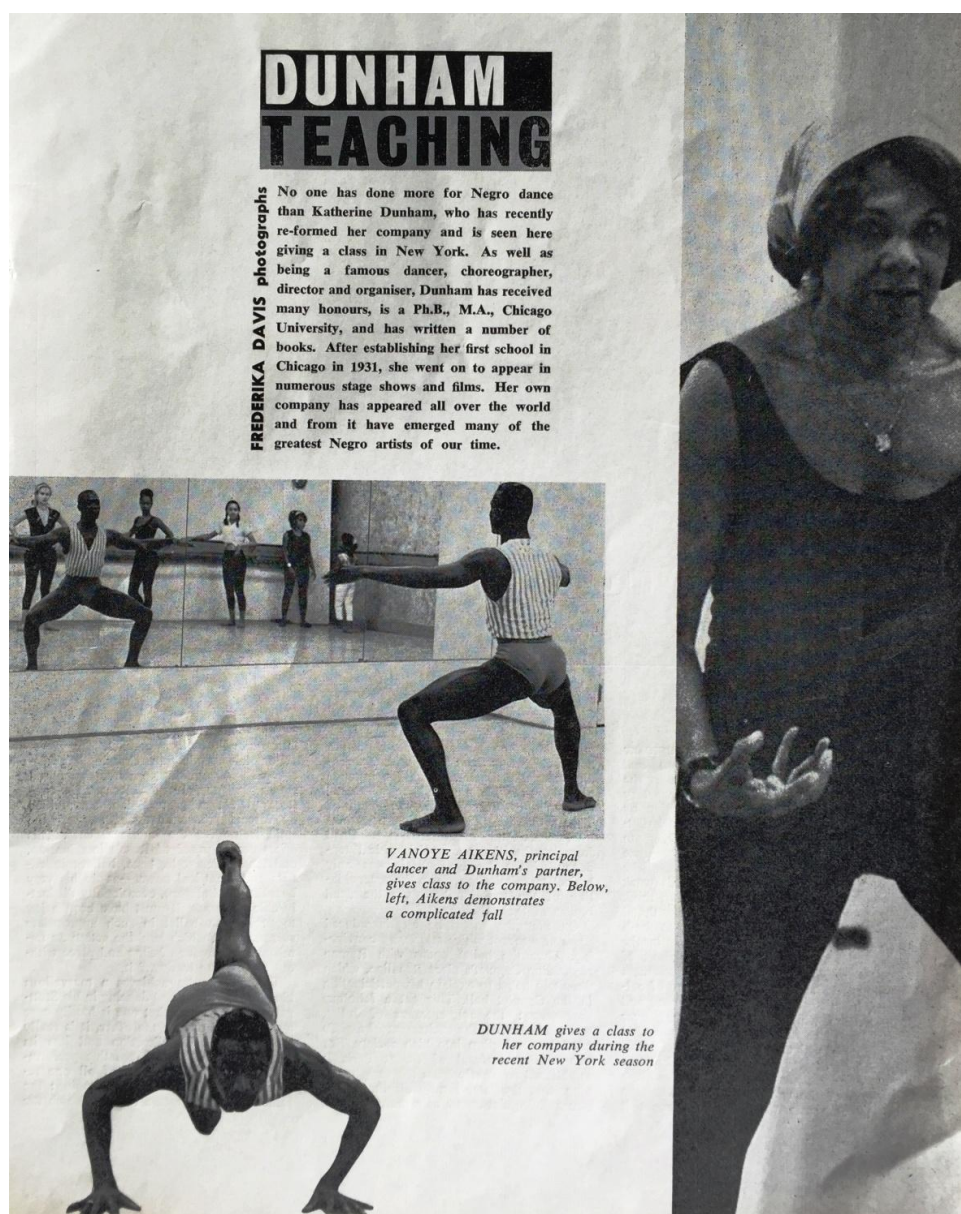 DUNHAM
TEACHING
FREDERIKA DAVIS photographs
No one has done more for Negro dance
than Katherine Dunham, who has recently
re-formed her company and is seen here
giving a class in New York. As well as
being a famous dancer, choreographer,
director and organiser, Dunham has received
many honours, is a Ph.B., M.A., Chicago
University, and has written a number of
books. After establishing her first school in
Chicago in 1931, she went on to appear in
numerous stage shows and films. Her own
company has appeared all over the world
and from it have emerged many of the
greatest Negro artists of our time.
VANOYE AIKENS, principal
dancer and Dunham's partner,
gives class to the company. Below,
left, Aikens demonstrates
a complicated fall
DUNHAM gives a class to
her company during the
recent New York season